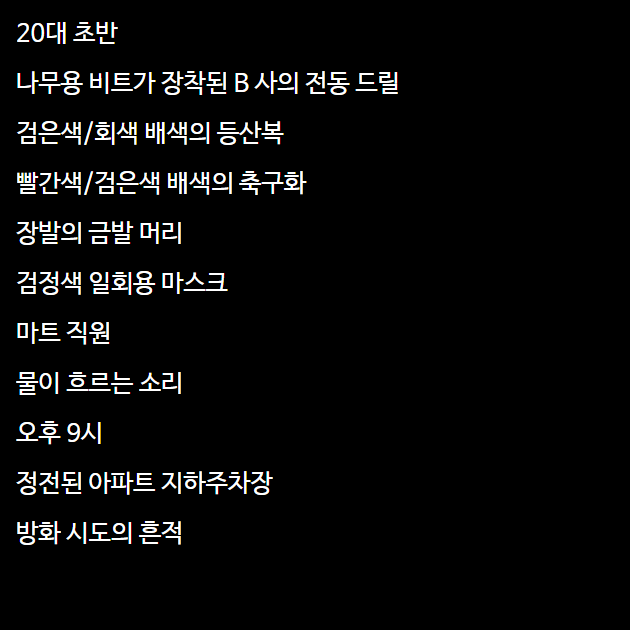 20대 초반
나무용 비트가 장착된 B 사의 전동 드릴
검은색/회색 배색의 등산복
빨간색/검은색 배색의 축구화
장발의 금발 머리
검정색 일회용 마스크
마트 직원
물이 흐르는 소리
오후 9시
정전된 아파트 지하주차장
방화 시도의 흔적